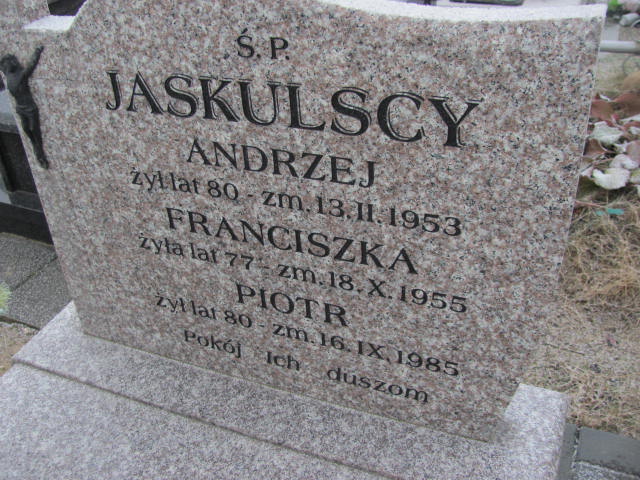 Ś.P.
JASKULSCY
ANDRZEJ
żył lat 80 - zm. 13.II.1953
FRANCISZKA
żyła lat 77 - zm. 18.X.1955
PIOTR
żył lat 80 - zm. 16.IX.1985
Pokój Ich duszom